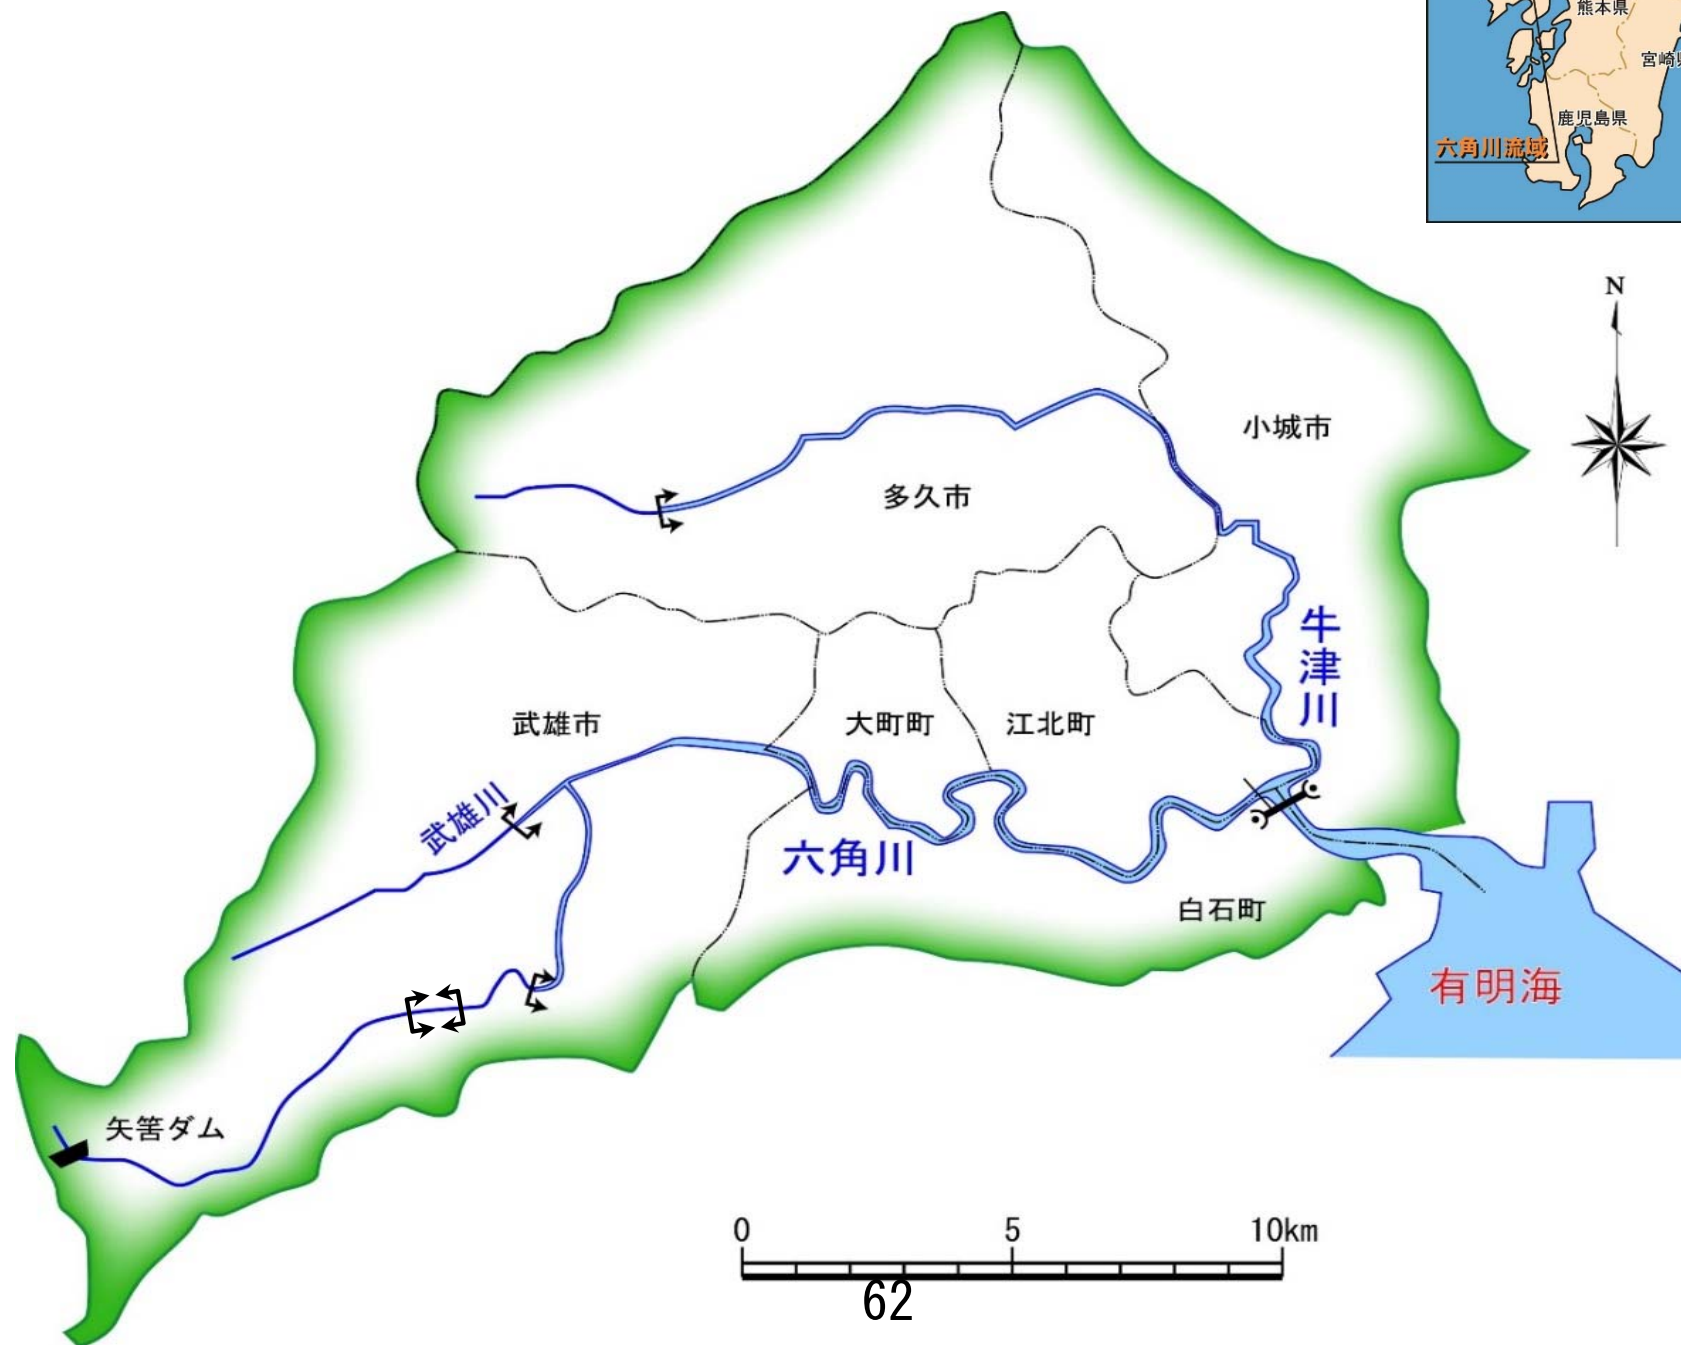 熊本県
宮崎県
鹿児島県
六角川流域
N
小城市
多久市
牛津川
武雄市
大町町
江北町
武雄川
六角川
白石町
有明海
矢筈ダム
0 5 10km
62